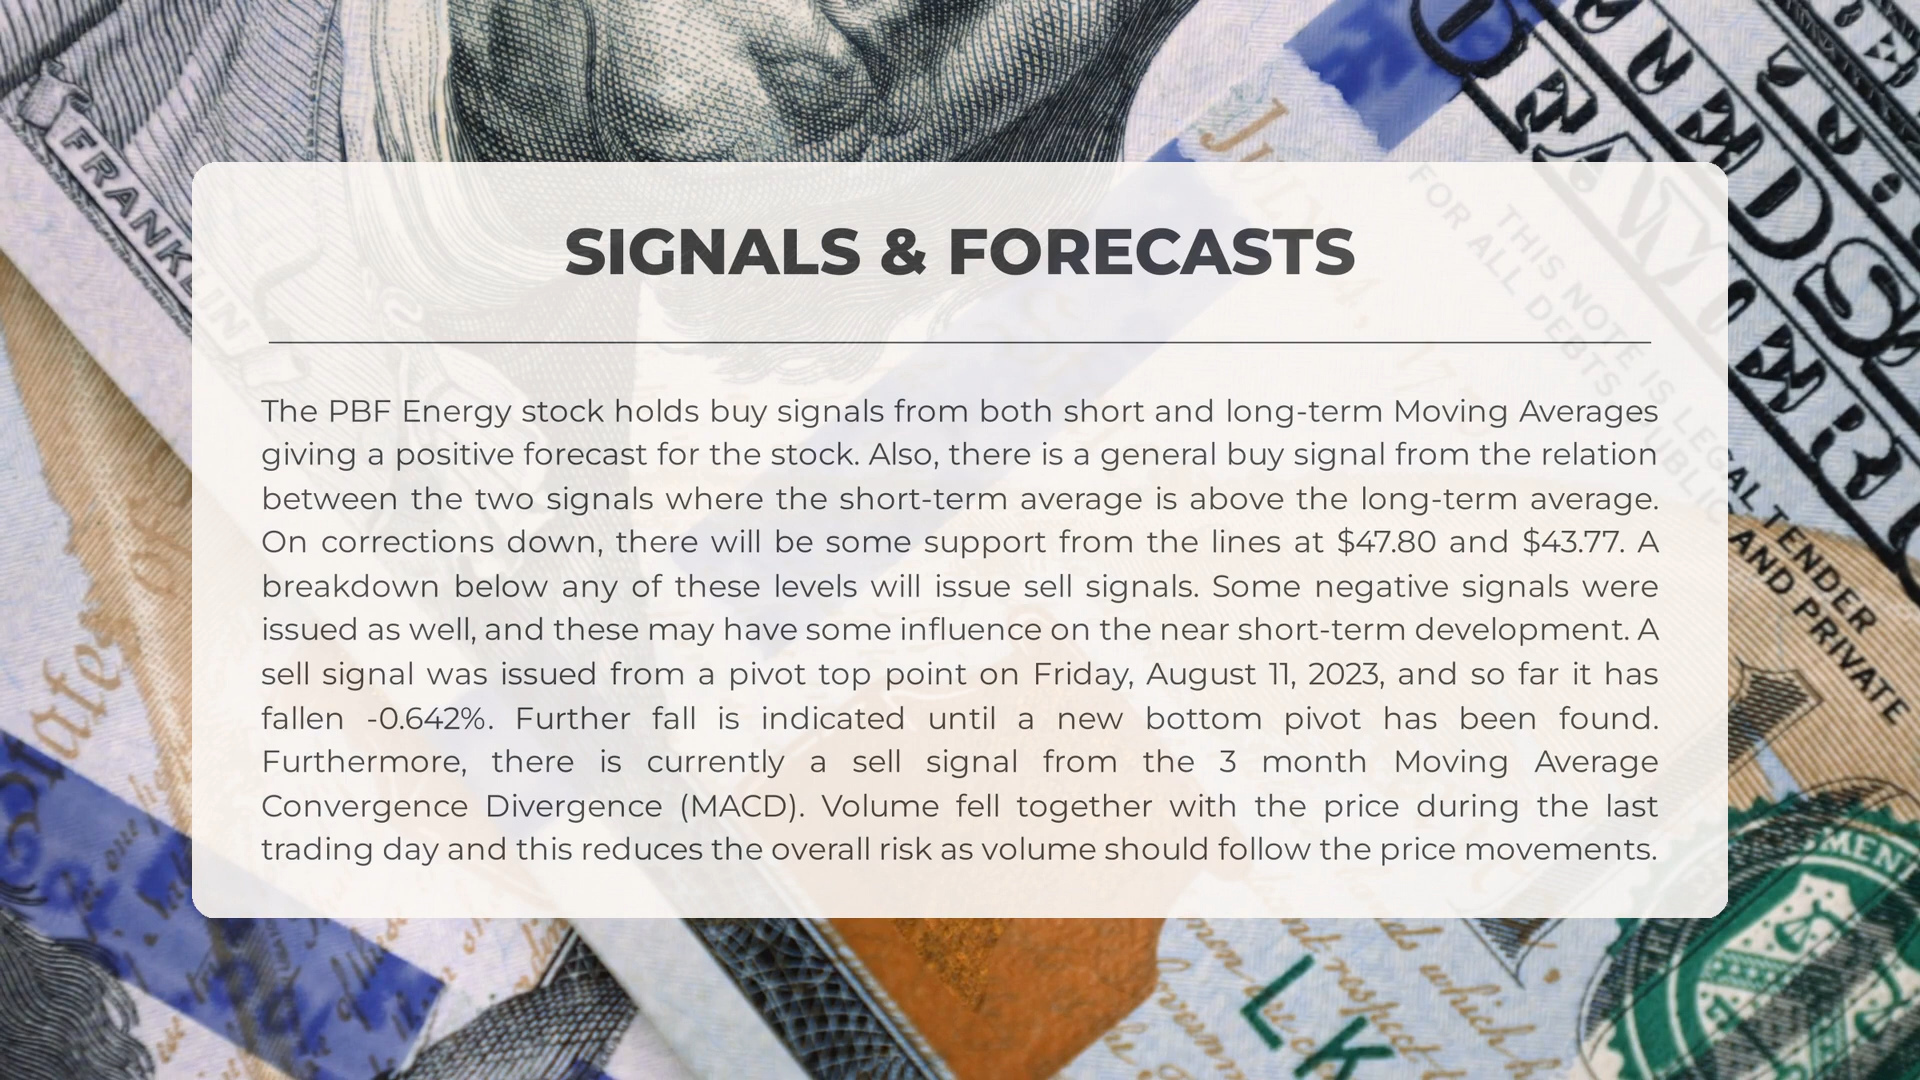 FRANKLIN
JULY 4,
THIS NOTE IS LEGAL TENDER
FOR ALL DEBTS, PUBLIC AND PRIVATE
SIGNALS & FORECASTS
The PBF Energy stock holds buy signals from both short and long-term Moving Averages
giving a positive forecast for the stock. Also, there is a general buy signal from the relation
between the two signals where the short-term average is above the long-term average.
On corrections down, there will be some support from the lines at $47.80 and $43.77. A
breakdown below any of these levels will issue sell signals. Some negative signals were
issued as well, and these may have some influence on the near short-term development. A
sell signal was issued from a pivot top point on Friday, August 11, 2023, and so far it has
fallen -0.642%. Further fall is indicated until a new bottom pivot has been found.
Furthermore, there is currently a sell signal from the 3 month Moving Average
Convergence Divergence (MACD). Volume fell together with the price during the last
trading day and this reduces the overall risk as volume should follow the price movements.
L K